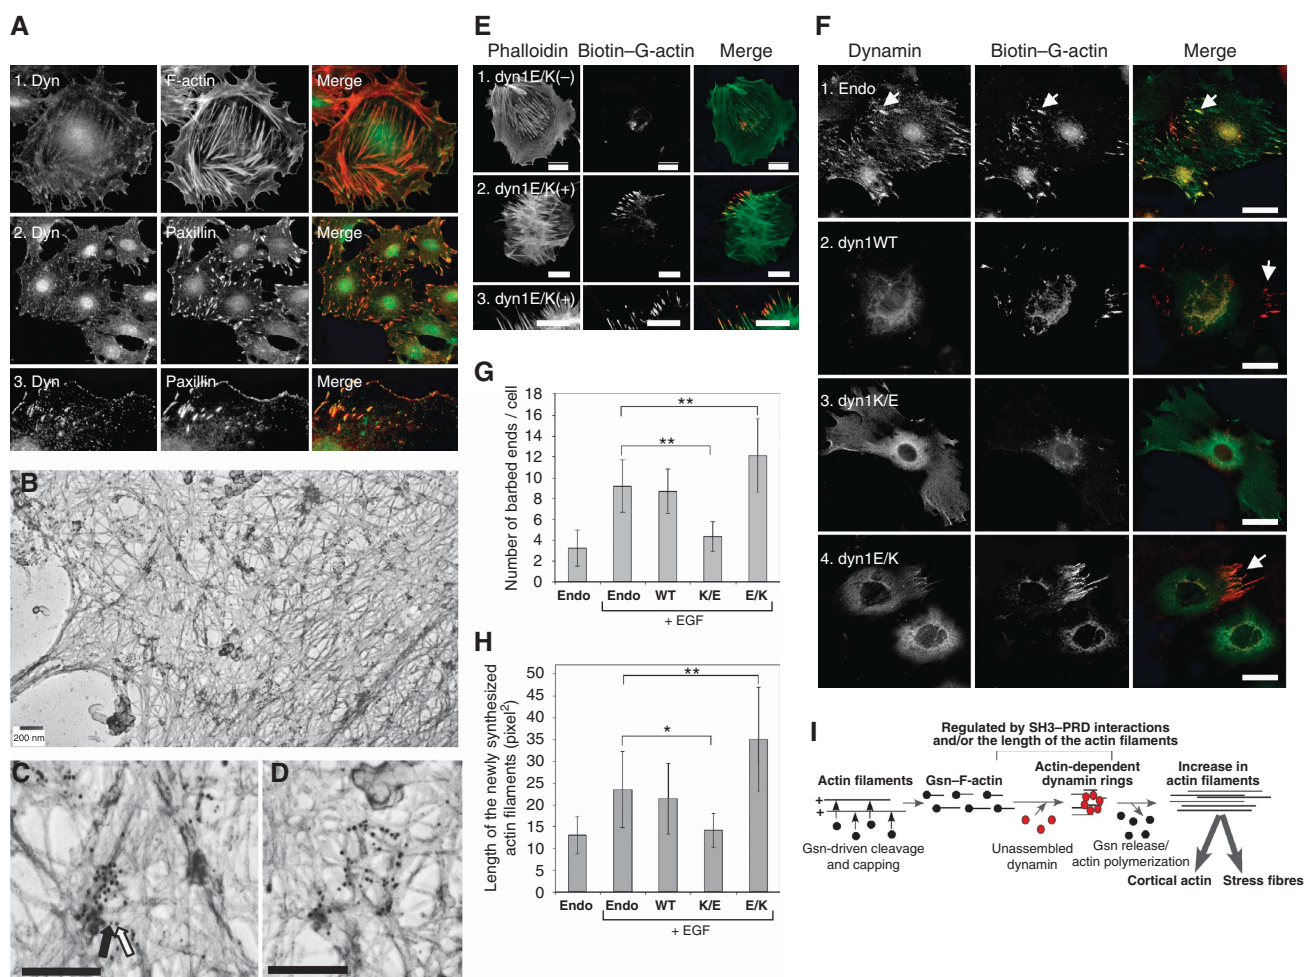 A
1. Dyn
F-actin
Merge
2. Dyn
Paxillin
Merge
3. Dyn
Paxillin
Merge
B
200 nm
C
D
E
Phalloidin
Biotin–G-actin
Merge
1. dyn1E/K(–)
2. dyn1E/K(+)
3. dyn1E/K(+)
F
Dynamin
Biotin–G-actin
Merge
1. Endo
2. dyn1WT
3. dyn1K/E
4. dyn1E/K
G
Number of barbed ends / cell
18
16
14
12
10
8
6
4
2
0
**
**
Endo
Endo
WT
K/E
E/K
+ EGF
H
Length of the newly synthesized
actin filaments (pixel²)
50
45
40
35
30
25
20
15
10
5
0
**
*
Endo
Endo
WT
K/E
E/K
+ EGF
I
Regulated by SH3–PRD interactions
and/or the length of the actin filaments
Actin filaments
Gsn–F-actin
Actin-dependent
dynamin rings
Increase in
actin filaments
+
+
Gsn-driven cleavage
and capping
Unassembled
dynamin
Gsn release/
actin polymerization
Cortical actin
Stress fibres